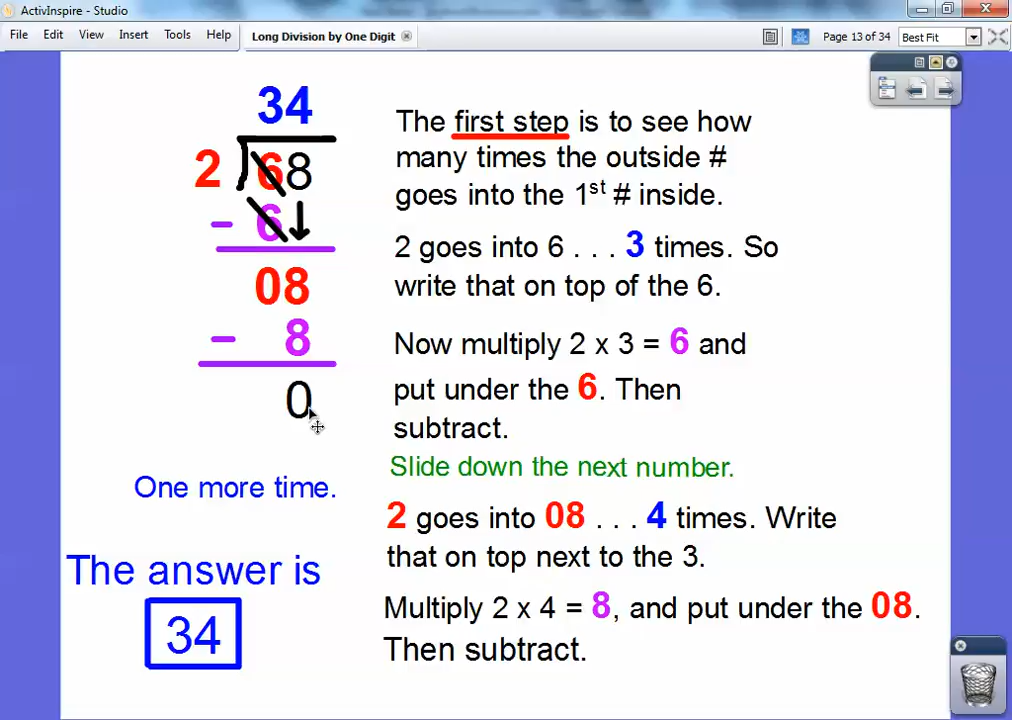 ActivInspire - Studio
File Edit View Insert Tools Help
Long Division by One Digit
Page 13 of 34
Best Fit
34
2 68
- 6
08
- 8
0
One more time.
The answer is
34
The first step is to see how
many times the outside #
goes into the 1st # inside.
2 goes into 6 . . . 3 times. So
write that on top of the 6.
Now multiply 2 x 3 = 6 and
put under the 6. Then
subtract.
Slide down the next number.
2 goes into 08 . . . 4 times. Write
that on top next to the 3.
Multiply 2 x 4 = 8, and put under the 08.
Then subtract.